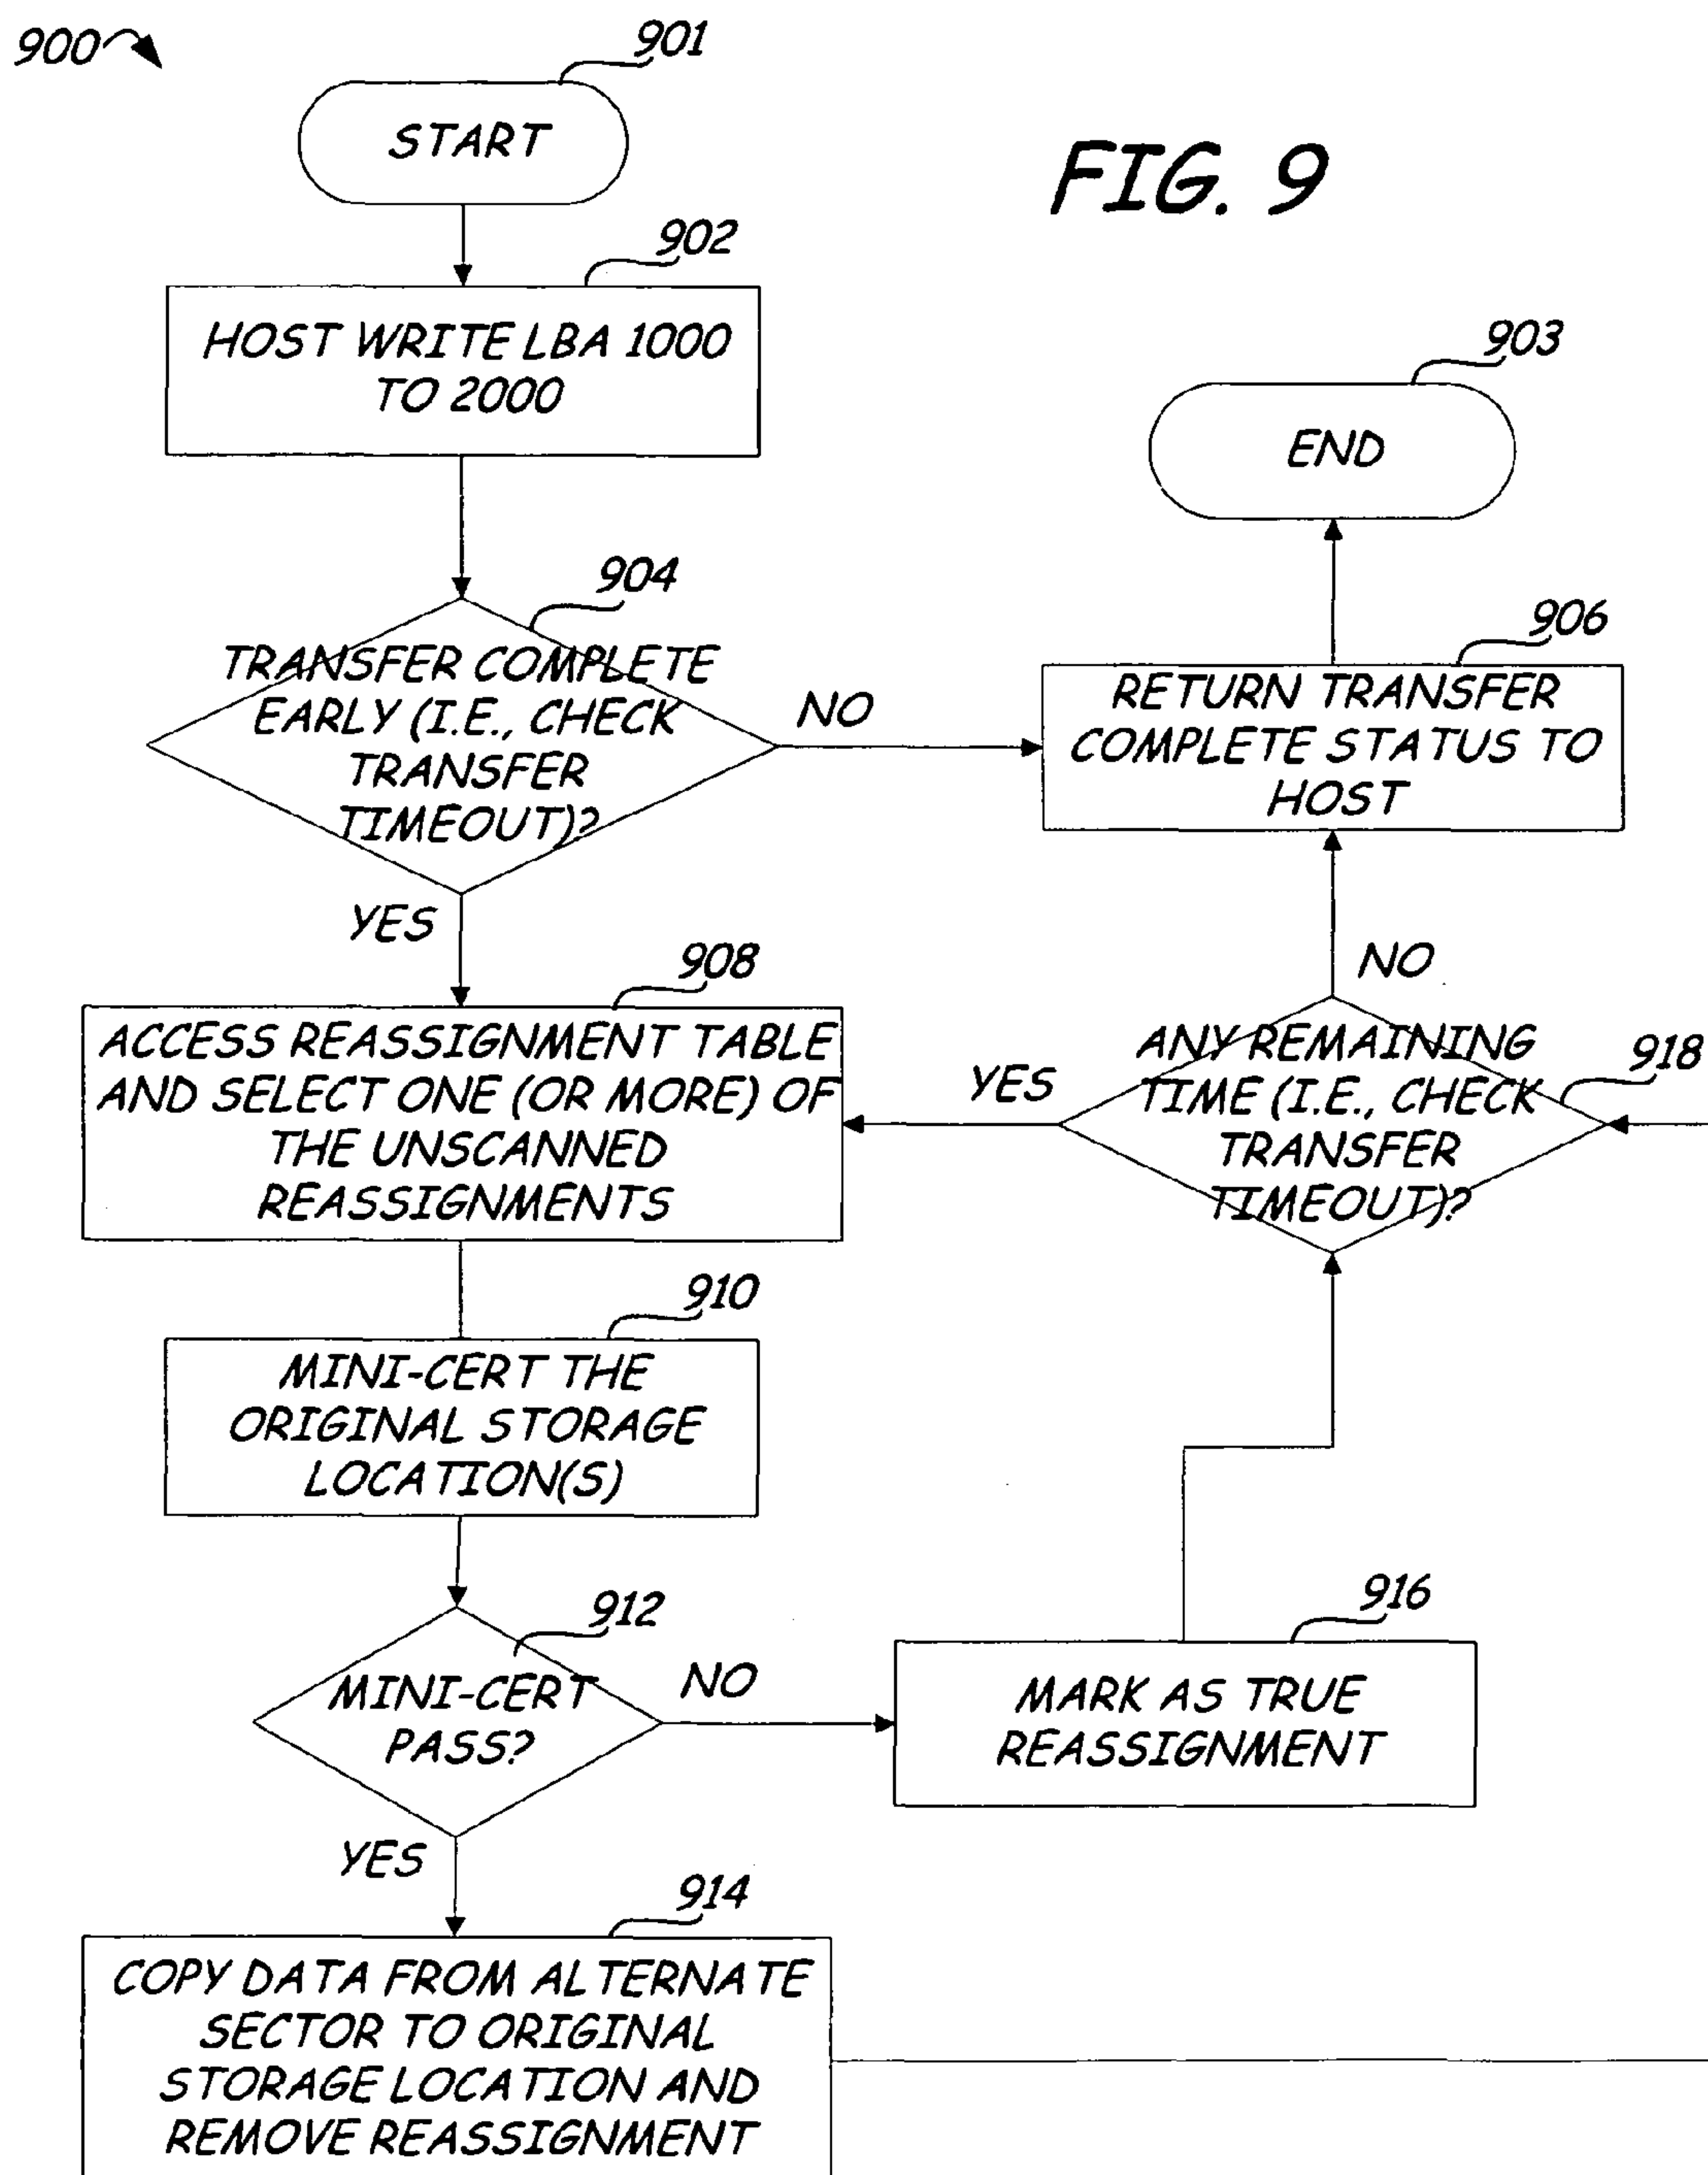 900
901
START
FIG. 9
902
HOST WRITE LBA 1000
TO 2000
903
END
904
TRANSFER COMPLETE
EARLY (I.E., CHECK
TRANSFER
TIMEOUT)?
NO
906
RETURN TRANSFER
COMPLETE STATUS TO
HOST
YES
908
ACCESS REASSIGNMENT TABLE
AND SELECT ONE (OR MORE) OF
THE UNSCANNED
REASSIGNMENTS
NO
918
ANY REMAINING
TIME (I.E., CHECK
TRANSFER
TIMEOUT)?
YES
910
MINI-CERT THE
ORIGINAL STORAGE
LOCATION(S)
912
MINI-CERT
PASS?
NO
916
MARK AS TRUE
REASSIGNMENT
YES
914
COPY DATA FROM ALTERNATE
SECTOR TO ORIGINAL
STORAGE LOCATION AND
REMOVE REASSIGNMENT